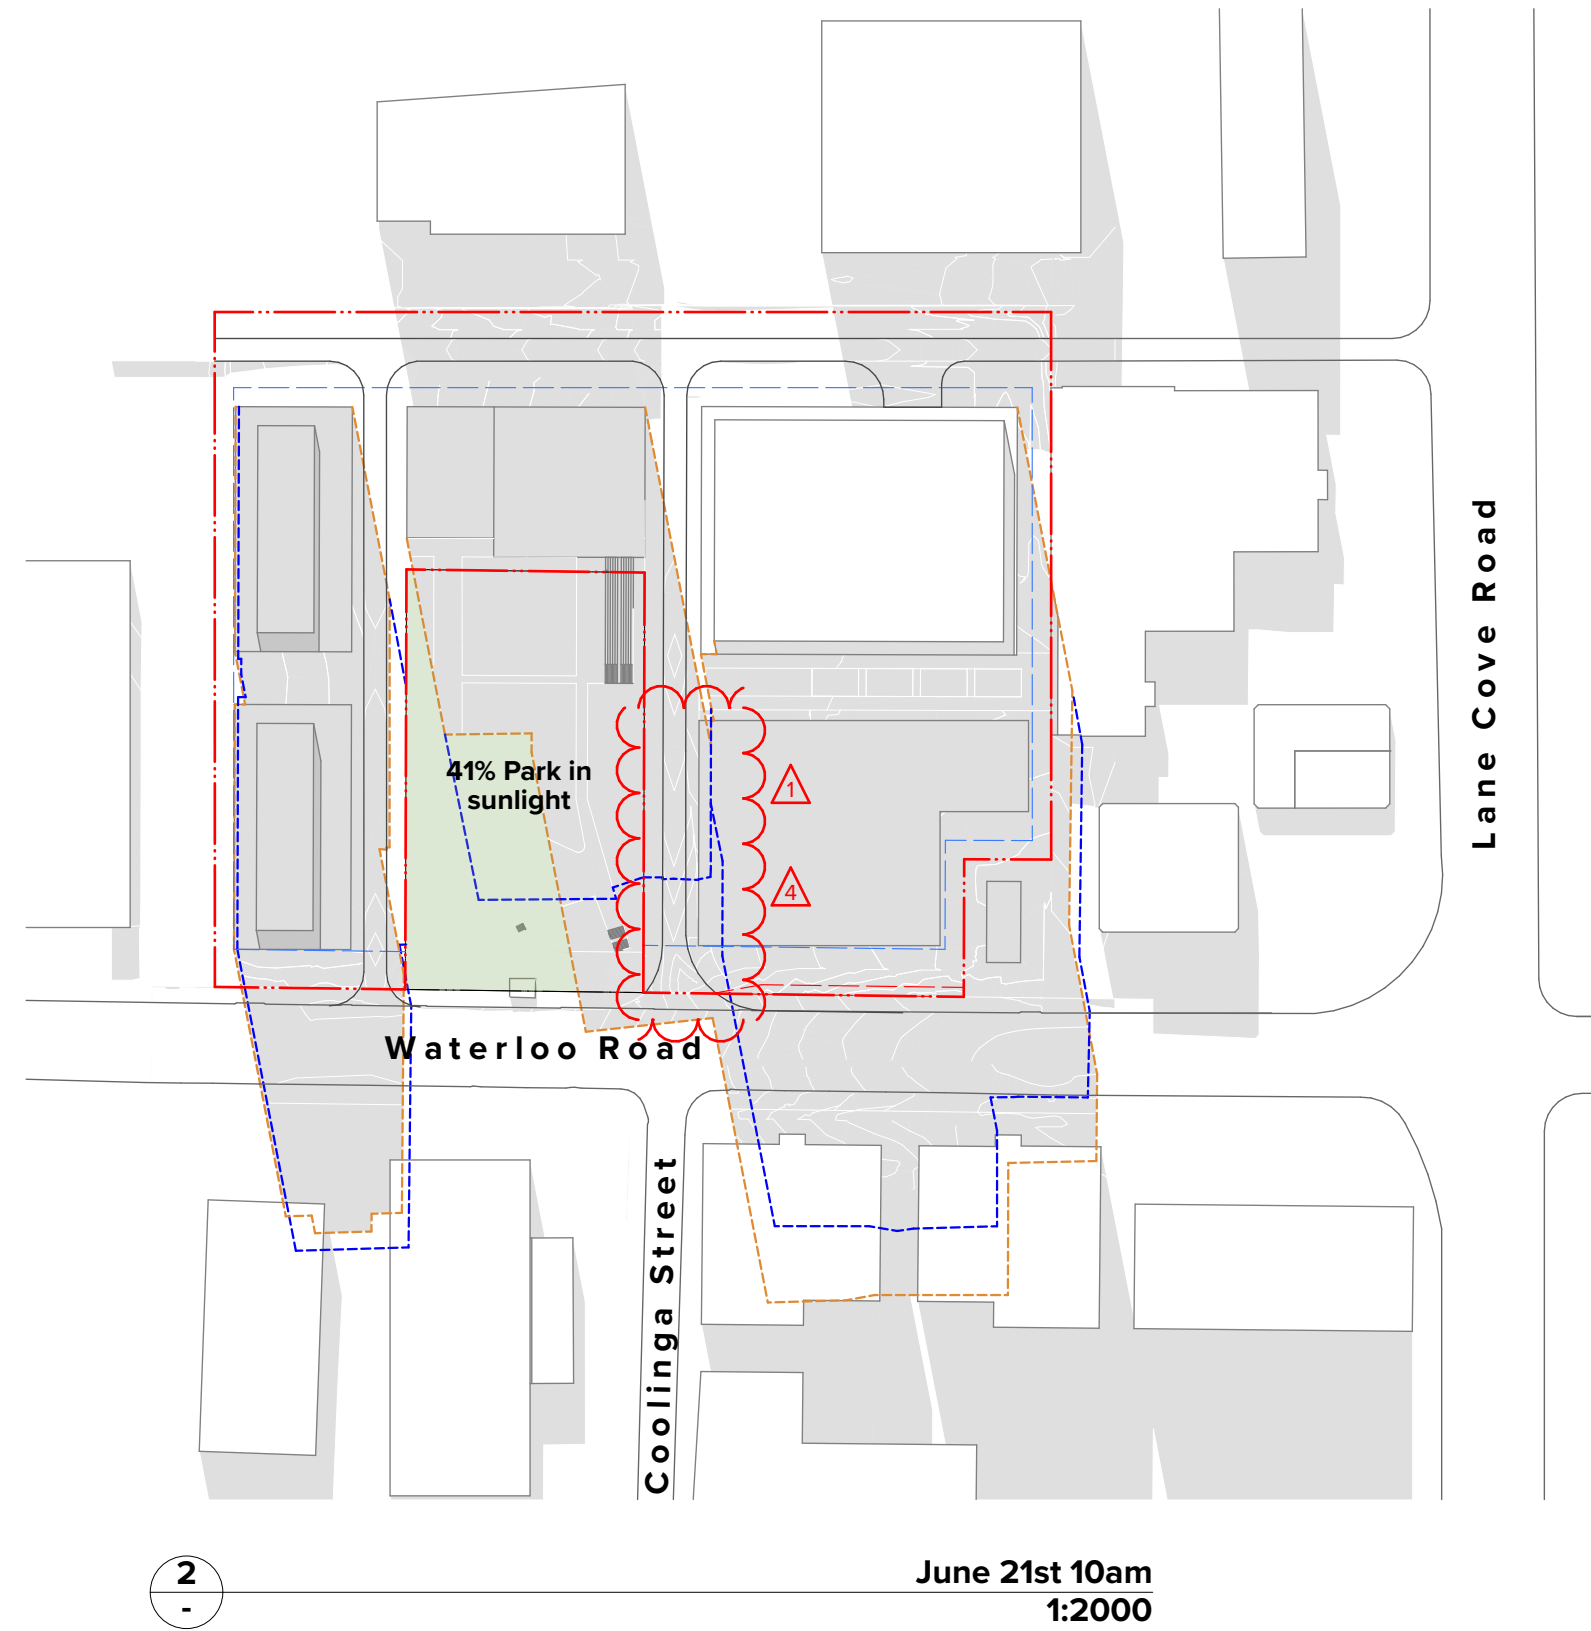 Lane Cove Road
41% Park in
sunlight
1
4
Waterloo Road
Coolinga Street
2
-
June 21st 10am
1:2000